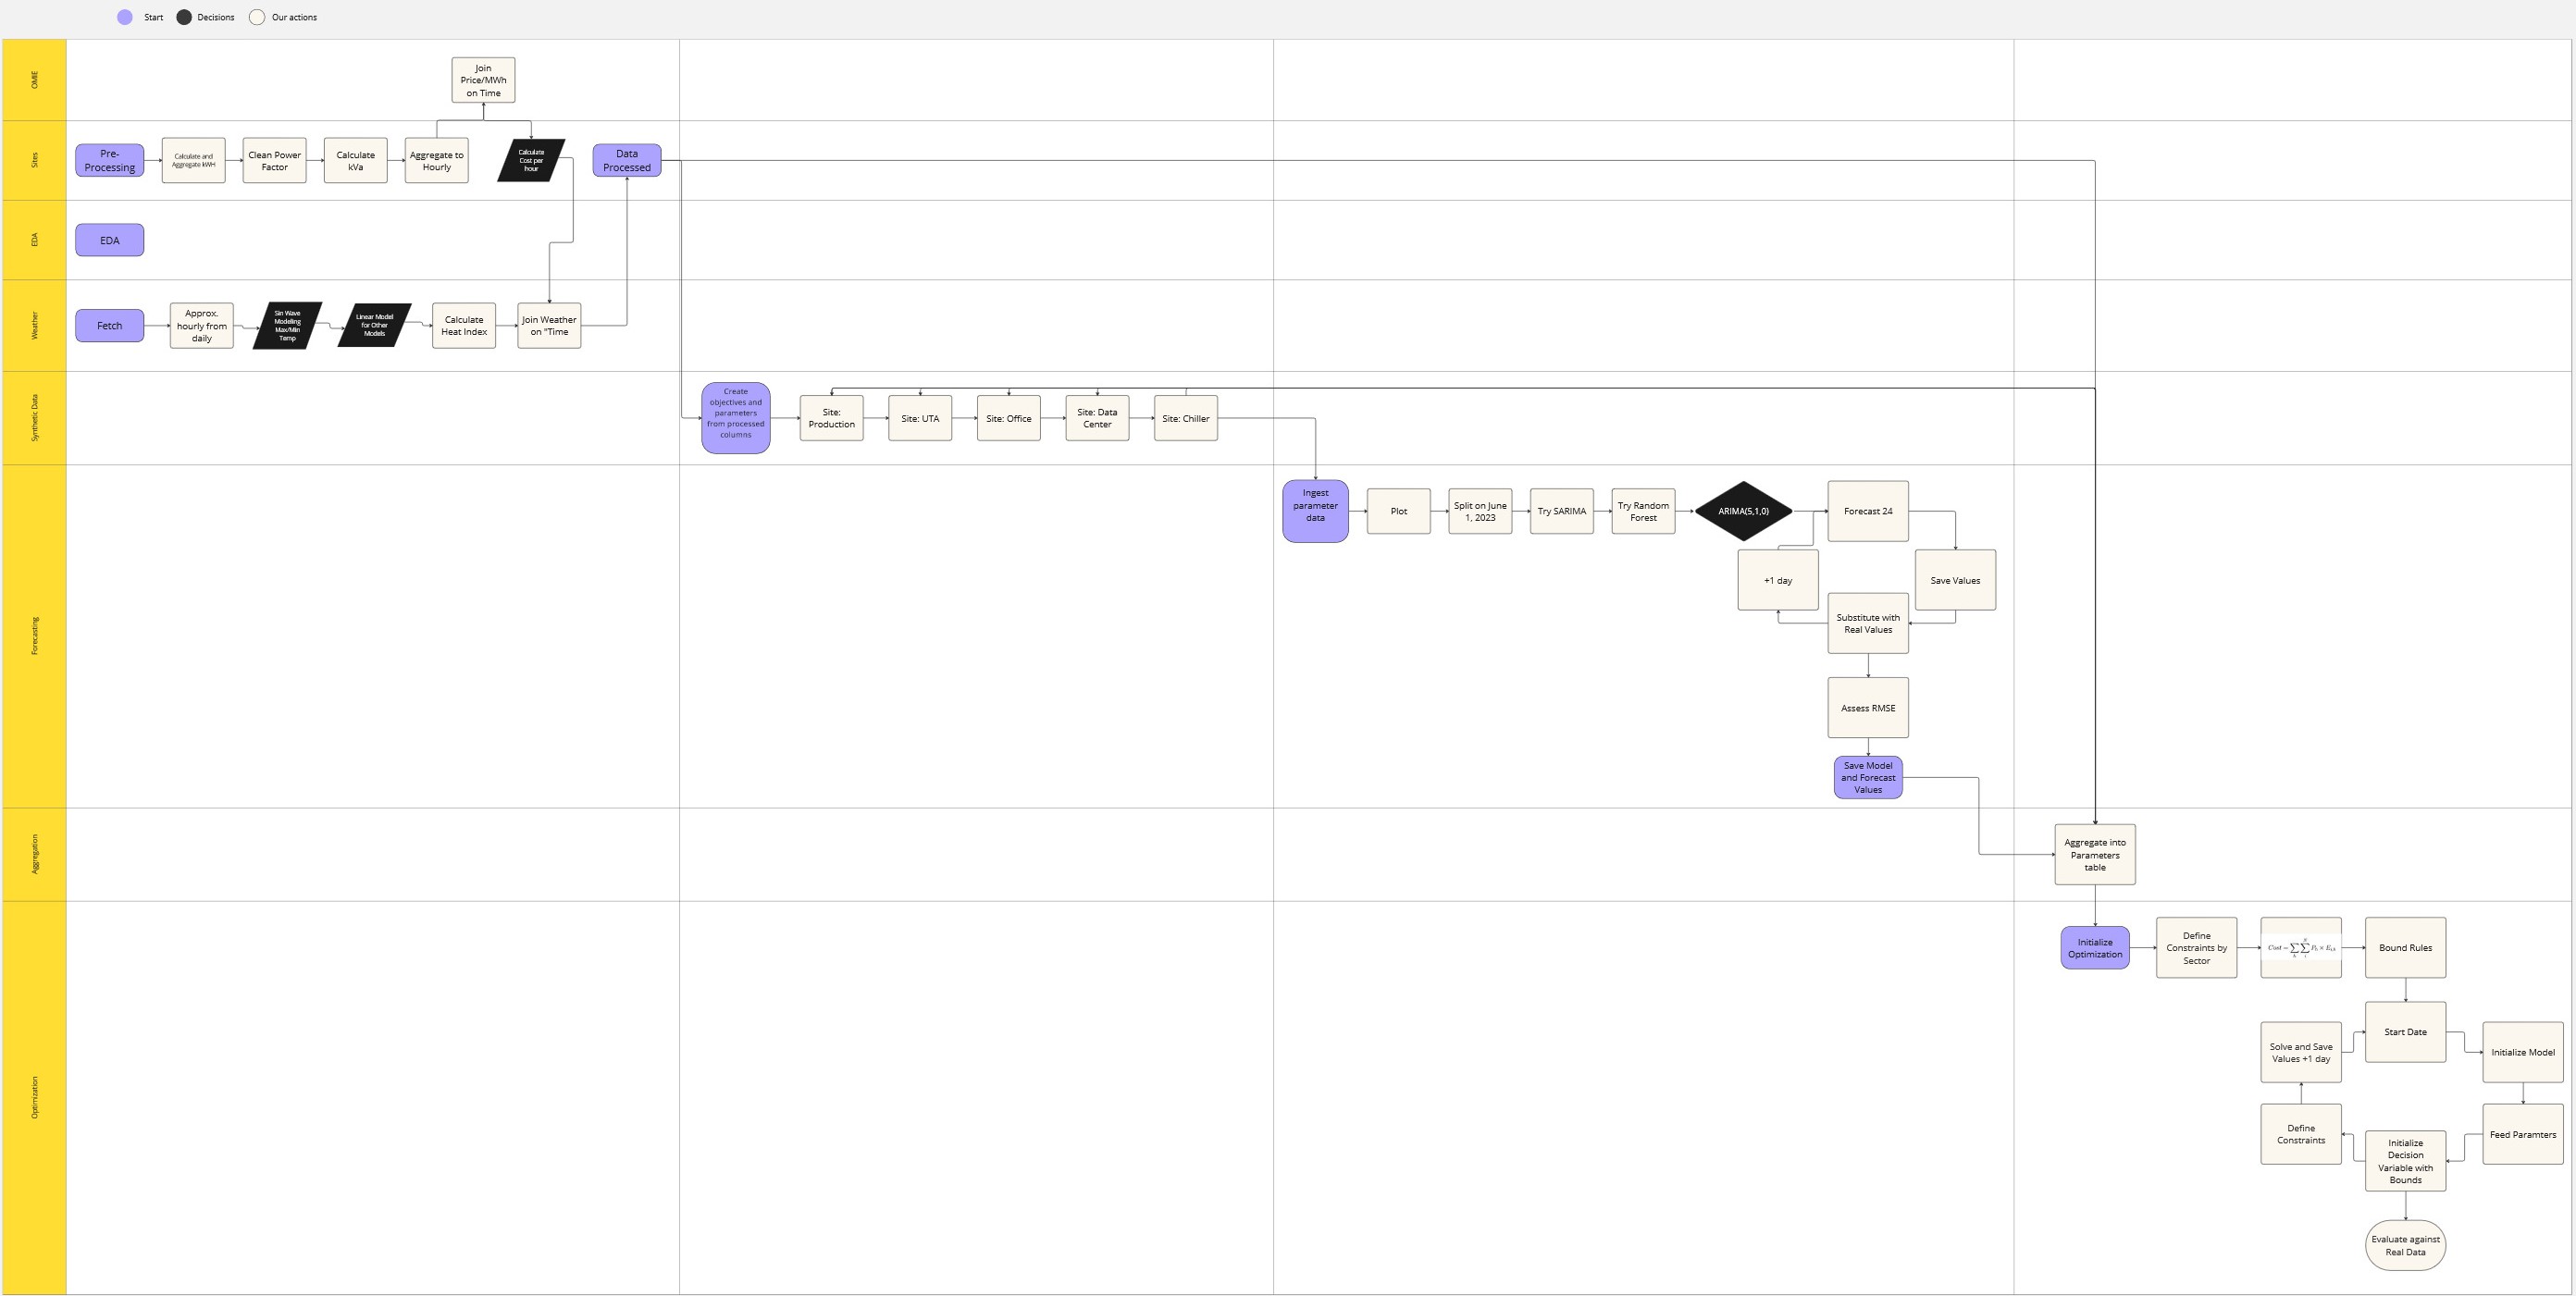 Start
Decisions
Our actions
OMIE
Join
Price/MWh
on Time
Sites
Pre-
Processing
Calculate and
Aggregate kWH
Clean Power
Factor
Calculate
kVa
Aggregate to
Hourly
Calculate
Cost per
hour
Data
Processed
EDA
EDA
Weather
Fetch
Approx.
hourly from
daily
Sin Wave
Modeling
Max/Min
Temp
Linear Model
for Other
Models
Calculate
Heat Index
Join Weather
on "Time
Synthetic Data
Create
objectives and
parameters
from processed
columns
Site:
Production
Site: UTA
Site: Office
Site: Data
Center
Site: Chiller
Forecasting
Ingest
parameter
data
Plot
Split on June
1, 2023
Try SARIMA
Try Random
Forest
ARIMA(5,1,0)
Forecast 24
+1 day
Save Values
Substitute with
Real Values
Assess RMSE
Save Model
and Forecast
Values
Aggregation
Aggregate into
Parameters
table
Optimization
Initialize
Optimization
Define
Constraints by
Sector
Bound Rules
Start Date
Solve and Save
Values +1 day
Initialize Model
Define
Constraints
Feed Paramters
Initialize
Decision
Variable with
Bounds
Evaluate against
Real Data